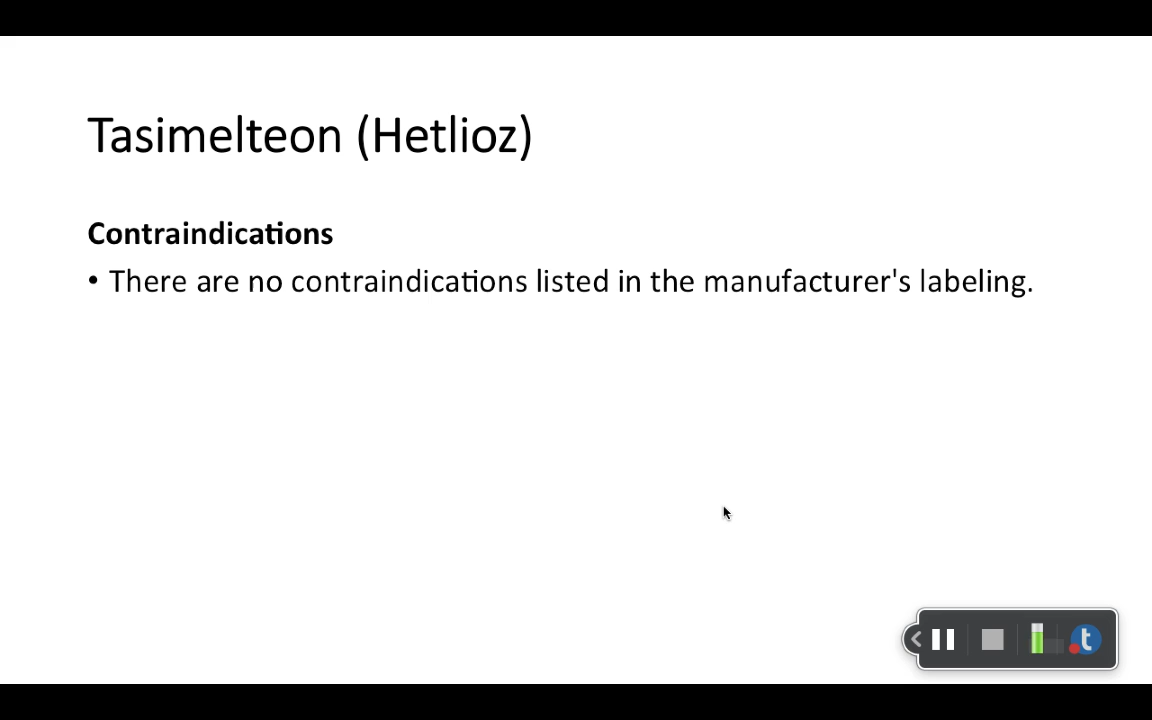 Tasimelteon (Hetlioz)
Contraindications
• There are no contraindications listed in the manufacturer's labeling.
t